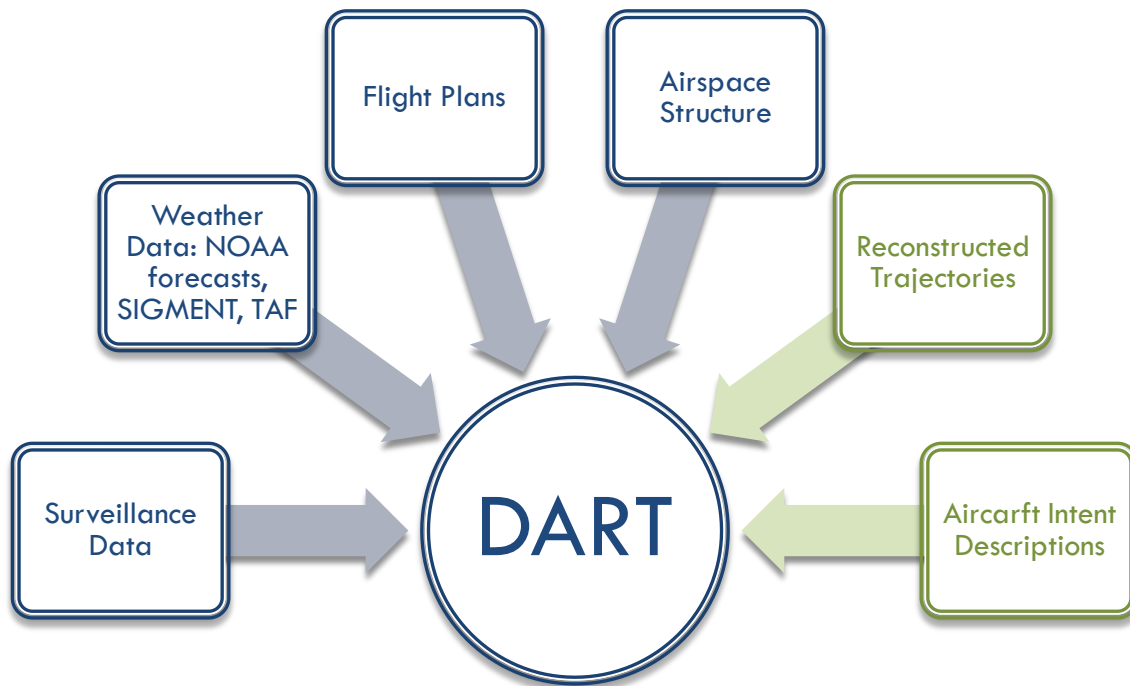 Flight Plans
Airspace
Structure
Weather
Data: NOAA
forecasts,
SIGMENT, TAF
Reconstructed
Trajectories
Surveillance
Data
DART
Aircarft Intent
Descriptions